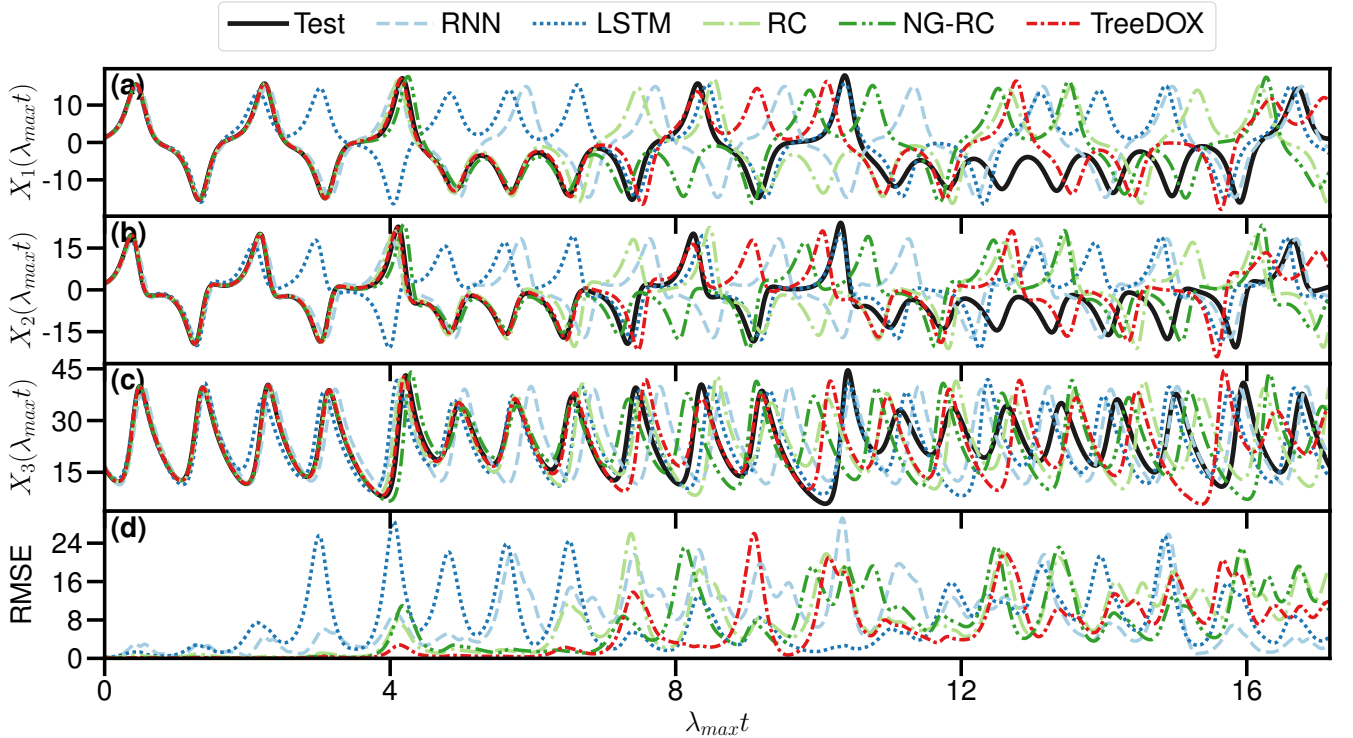 Test RNN LSTM RC NG-RC TreeDOX
(a)
X1(λmaxt)
10
0
-10
(b)
X2(λmaxt)
15
0
-15
(c)
X3(λmaxt)
45
30
15
(d)
RMSE
24
16
8
0
0 4 8 12 16
λmaxt